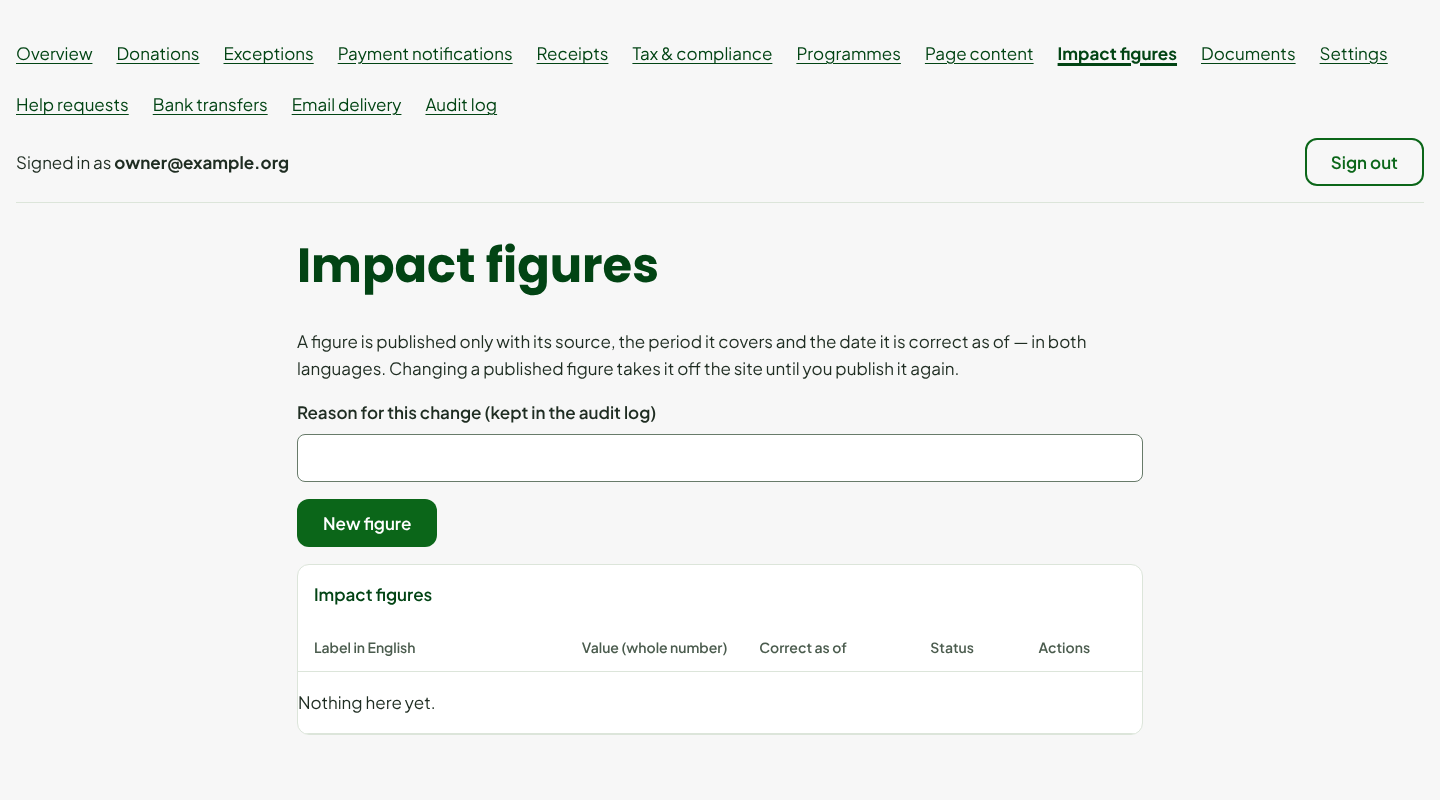 Overview Donations Exceptions Payment notifications Receipts Tax & compliance Programmes Page content Impact figures Documents Settings
Help requests Bank transfers Email delivery Audit log
Signed in as owner@example.org Sign out
Impact figures
A figure is published only with its source, the period it covers and the date it is correct as of — in both
languages. Changing a published figure takes it off the site until you publish it again.
Reason for this change (kept in the audit log)
New figure
Impact figures
Label in English Value (whole number) Correct as of Status Actions
Nothing here yet.